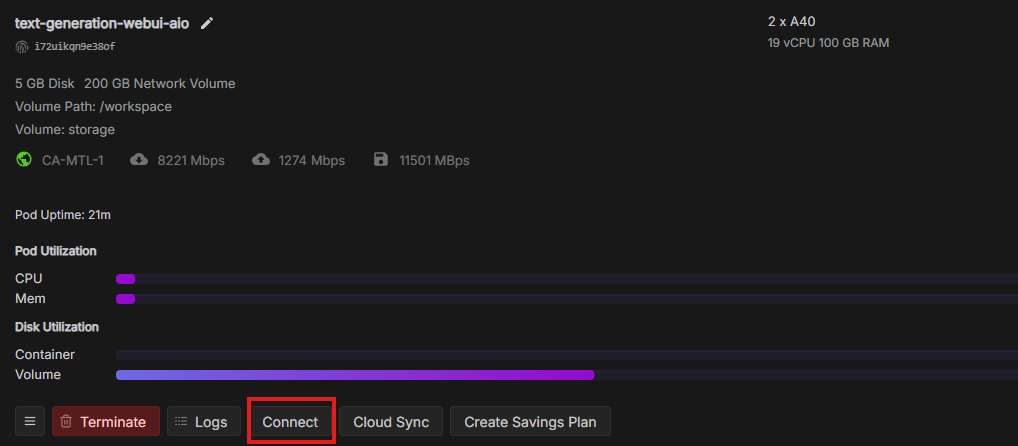 text-generation-webui-aio
i72uikqn9e38of
2 x A40
19 vCPU 100 GB RAM
5 GB Disk 200 GB Network Volume
Volume Path: /workspace
Volume: storage
CA-MTL-1 8221 Mbps 1274 Mbps 11501 MBps
Pod Uptime: 21m
Pod Utilization
CPU
Mem
Disk Utilization
Container
Volume
Terminate Logs Connect Cloud Sync Create Savings Plan